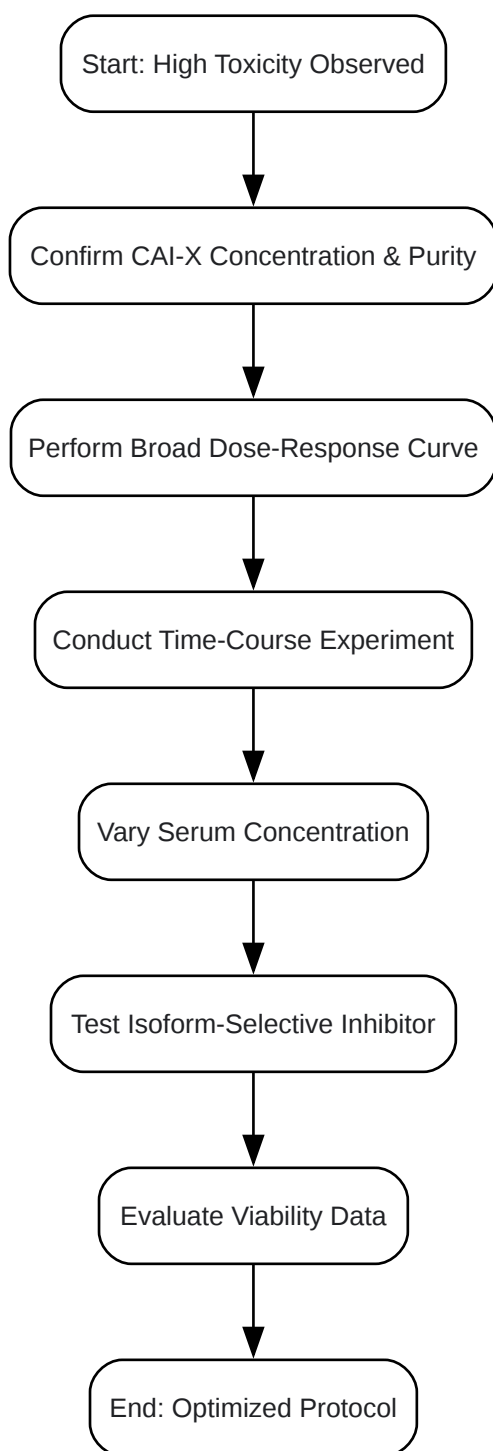 Start: High Toxicity Observed
Confirm CAI-X Concentration & Purity
Perform Broad Dose-Response Curve
Conduct Time-Course Experiment
Vary Serum Concentration
Test Isoform-Selective Inhibitor
Evaluate Viability Data
End: Optimized Protocol